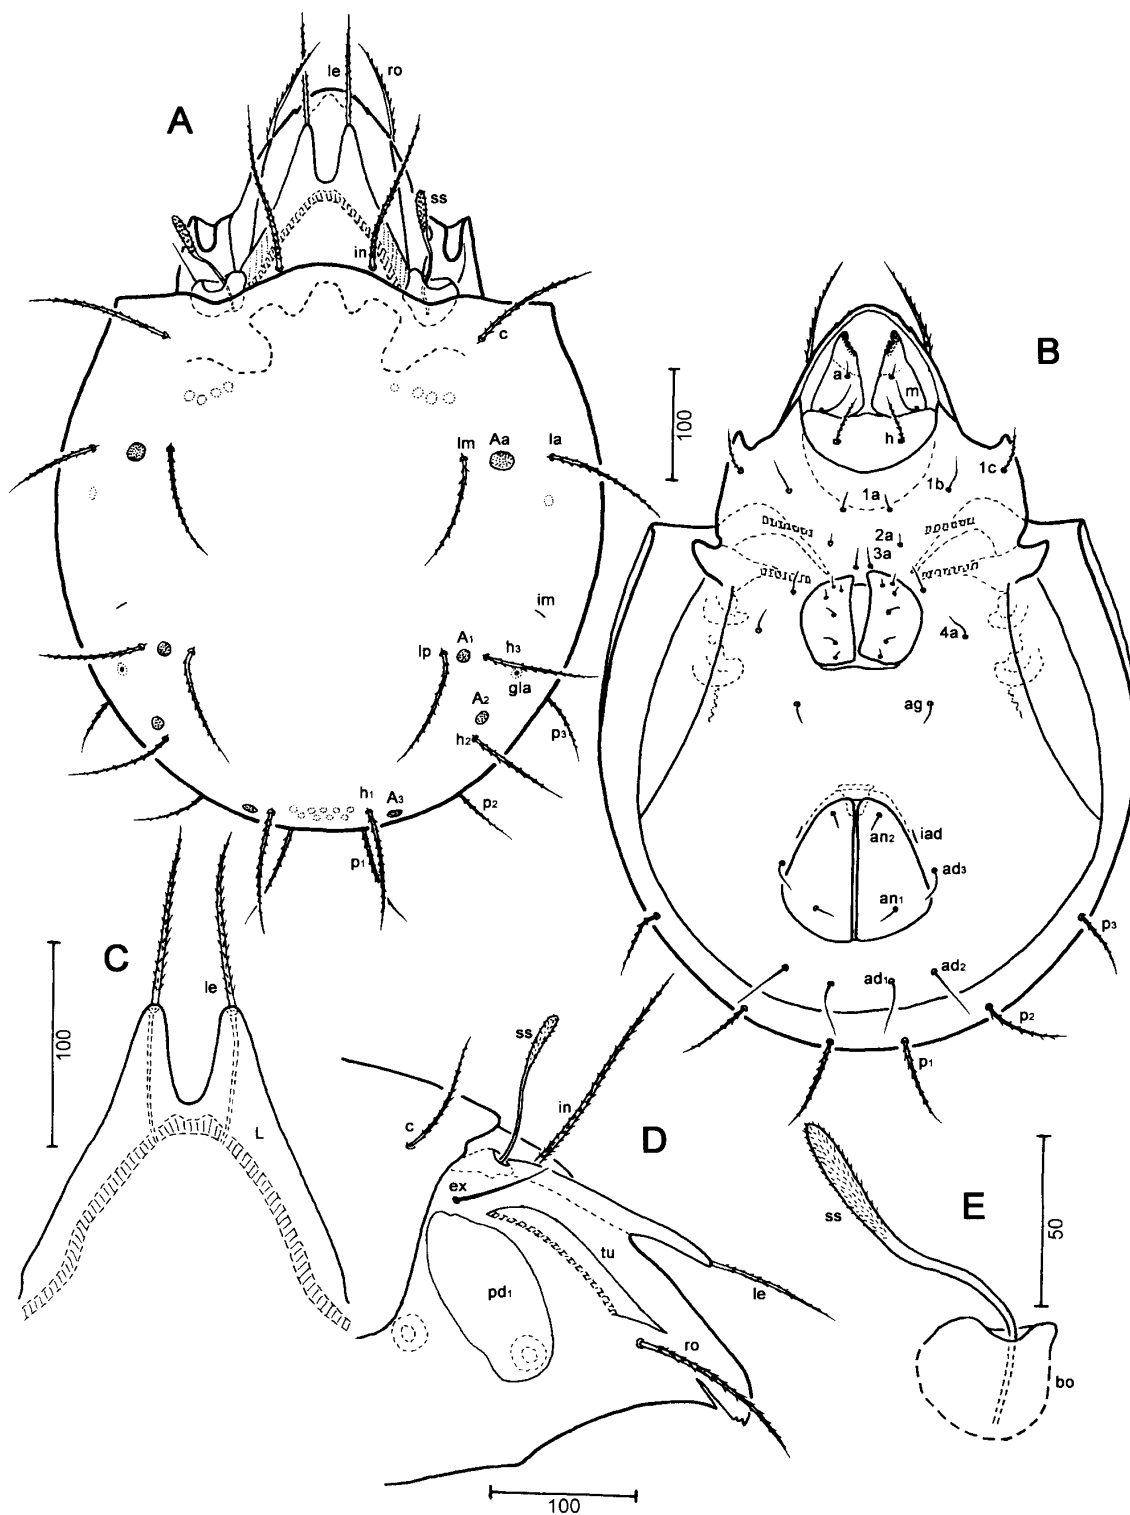 le
ro
A
ss
in
c
lm
Aa
la
im
lp
A1
h3
gla
A2
h2
p3
h1
A3
p2
p1
100
B
a
m
h
1c
1b
1a
2a
3a
4a
ag
an2
iad
ad3
an1
p3
ad1
ad2
p2
p1
C
le
100
L
D
ss
in
c
ex
tu
pd1
le
ro
100
E
ss
50
bo